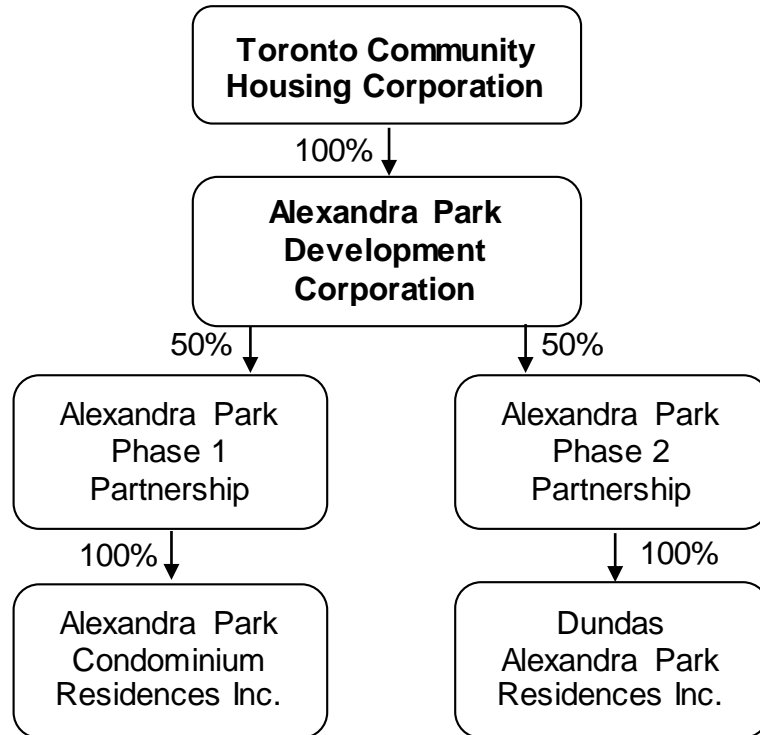 Toronto Community
Housing Corporation
100%
Alexandra Park
Development
Corporation
50%
50%
Alexandra Park
Phase 1
Partnership
Alexandra Park
Phase 2
Partnership
100%
100%
Alexandra Park
Condominium
Residences Inc.
Dundas
Alexandra Park
Residences Inc.